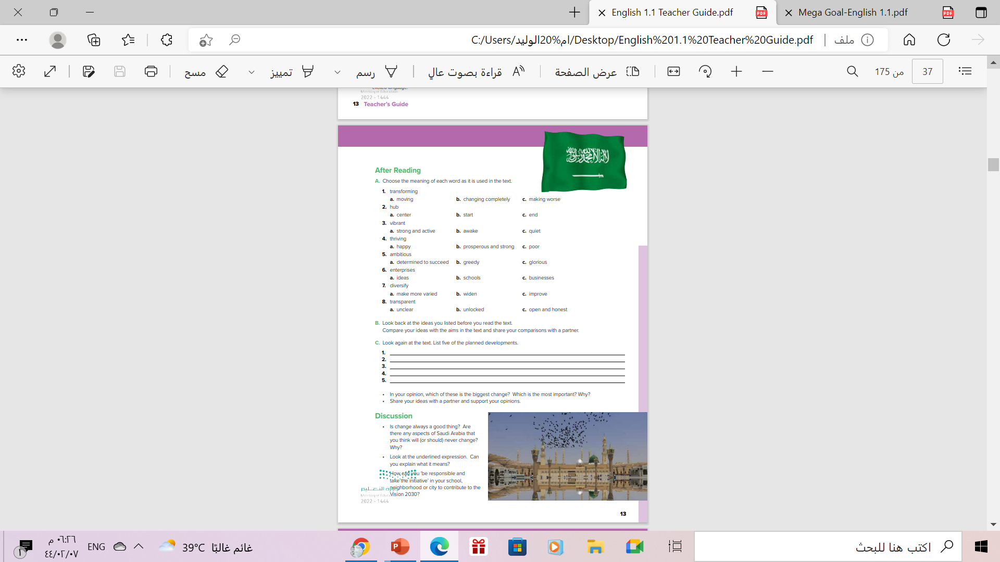 English 1.1 Teacher Guide.pdf
Mega Goal-English 1.1.pdf
C:/Users/ام%20الوليد/Desktop/English%201.1%20Teacher%20Guide.pdf
ملف
مسح
تمييز
رسم
قراءة بصوت عالٍ
عرض الصفحة
من 175
37
Ministry of Education
2022 - 1444
13 Teacher's Guide
لا إله إلا الله محمد رسول الله
After Reading
A. Choose the meaning of each word as it is used in the text.
1. transforming
a. moving b. changing completely c. making worse
2. hub
a. center b. start c. end
3. vibrant
a. strong and active b. awake c. quiet
4. thriving
a. happy b. prosperous and strong c. poor
5. ambitious
a. determined to succeed b. greedy c. glorious
6. enterprises
a. ideas b. schools c. businesses
7. diversify
a. make more varied b. widen c. improve
8. transparent
a. unclear b. unlocked c. open and honest
B. Look back at the ideas you listed before you read the text.
Compare your ideas with the aims in the text and share your comparisons with a partner.
C. Look again at the text. List five of the planned developments.
1.
2.
3.
4.
5.
• In your opinion, which of these is the biggest change? Which is the most important? Why?
• Share your ideas with a partner and support your opinions.
Discussion
• Is change always a good thing? Are
there any aspects of Saudi Arabia that
you think will (or should) never change?
Why?
• Look at the underlined expression. Can
you explain what it means?
How can you 'be responsible and
take the initiative' in your school,
neighborhood or city to contribute to the
Vision 2030?
وزارة التعليم
Ministry of Education
2022 - 1444
13
٠٦:٢٦ م
٤٤/٠٢/٠٧
ENG
39°C غائم غالبًا
اكتب هنا للبحث